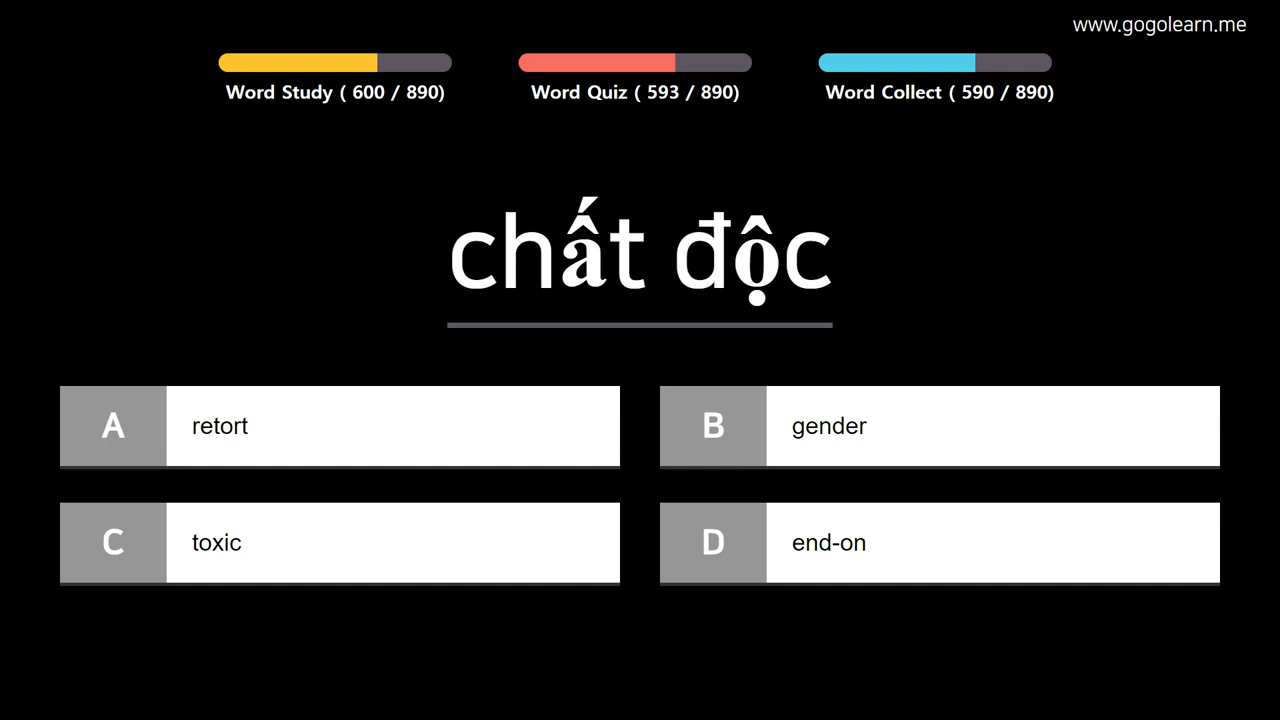 www.gogolearn.me
Word Study ( 600 / 890)
Word Quiz ( 593 / 890)
Word Collect ( 590 / 890)
chất độc
A retort
B gender
C toxic
D end-on